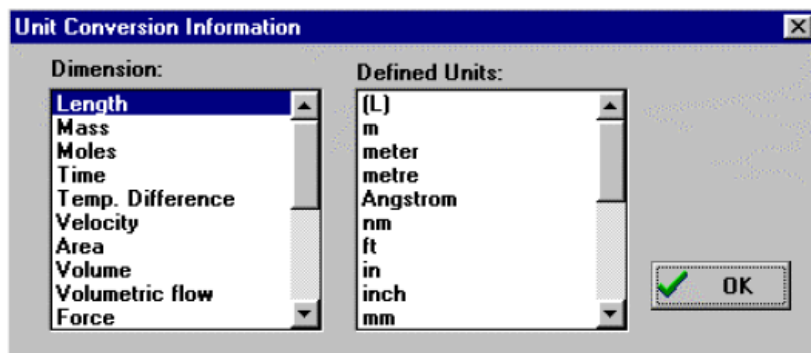 Unit Conversion Information
Dimension:
Length
Mass
Moles
Time
Temp. Difference
Velocity
Area
Volume
Volumetric flow
Force
Defined Units:
(L)
m
meter
metre
Angstrom
nm
ft
in
inch
mm
OK